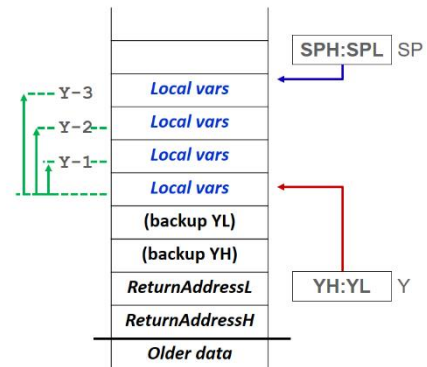 SPH:SPL SP
Y-3
Local vars
Y-2
Local vars
Y-1
Local vars
Local vars
(backup YL)
(backup YH)
YH:YL Y
ReturnAddressL
ReturnAddressH
Older data